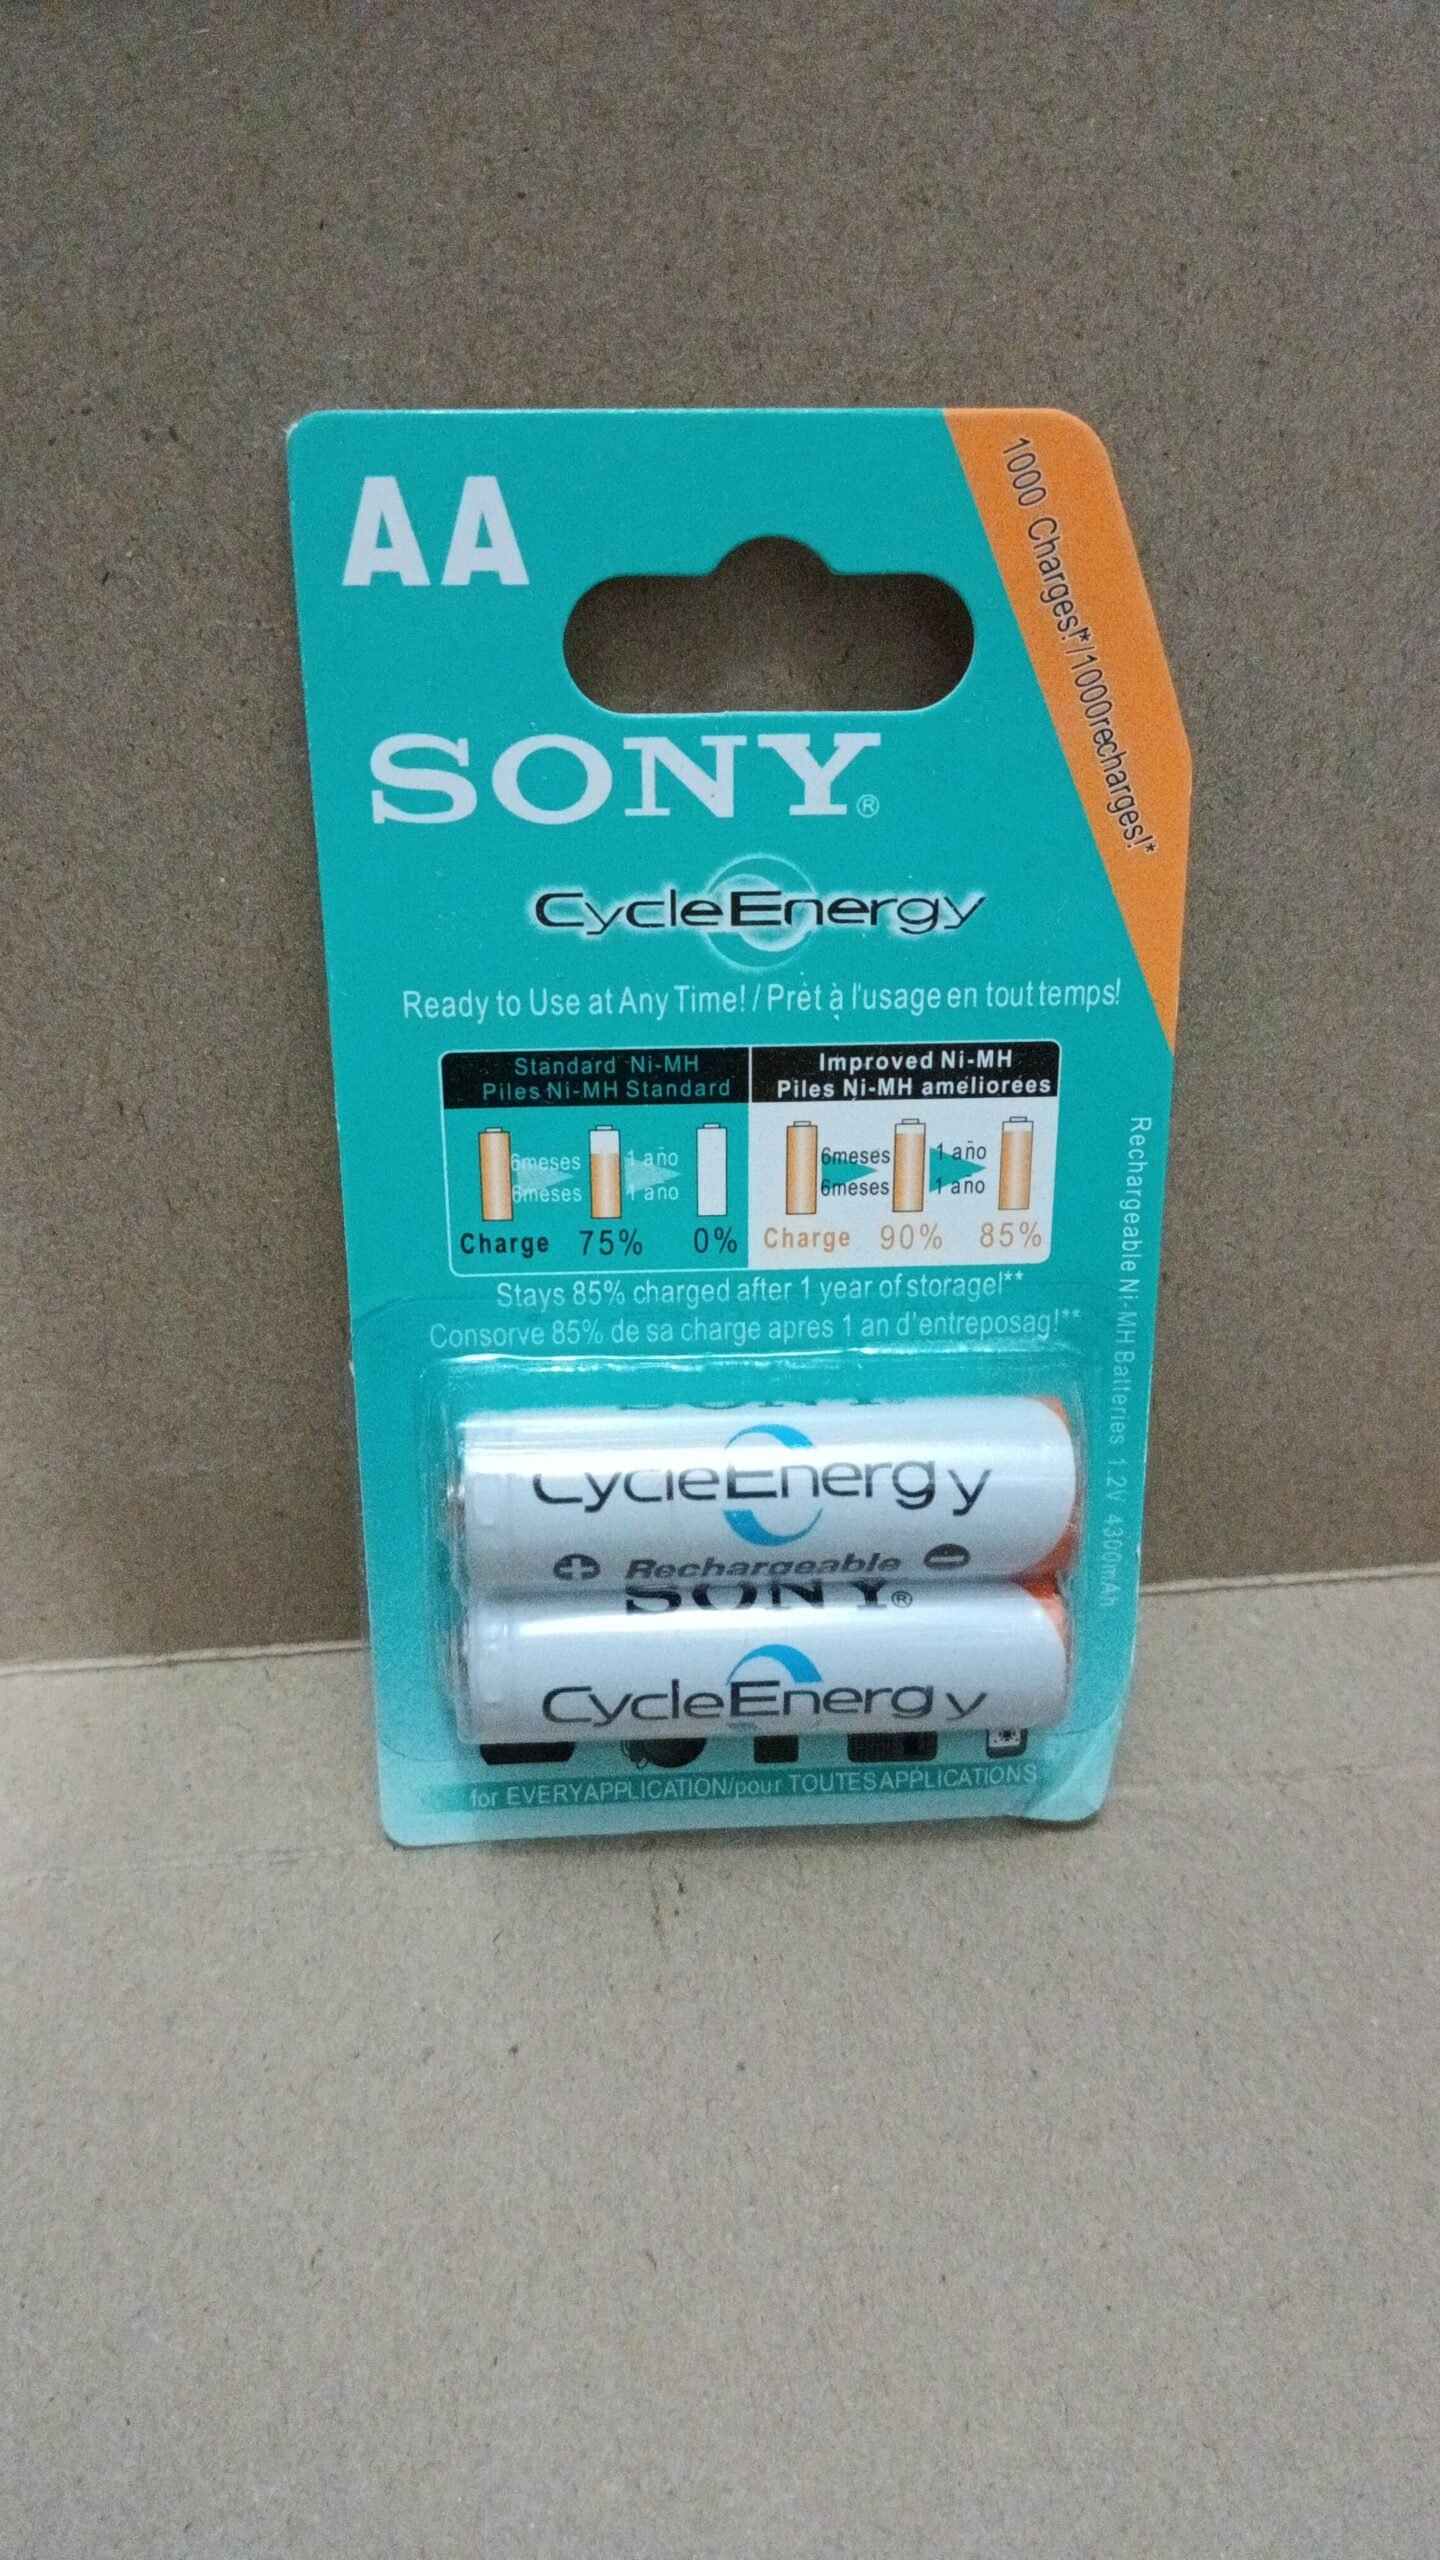 AA
1000 Charges!*/1000recharges!*
SONY®
CycleEnergy
Ready to Use at Any Time! / Prêt à l'usage en tout temps!
Standard Ni-MH
Piles Ni-MH Standard
Improved Ni-MH
Piles Ni-MH améliorées
6meses 1 año
6meses 1 ano
Charge 75% 0%
6meses 1 año
6meses 1 año
Charge 90% 85%
Stays 85% charged after 1 year of storage!**
Consorve 85% de sa charge apres 1 an d'entreposag!**
Rechargeable Ni-MH Batteries 1.2V 4300mAh
SONY
CycleEnergy
+ Rechargeable -
SONY®
CycleEnergy
for EVERYAPPLICATION/pour TOUTESAPPLICATIONS